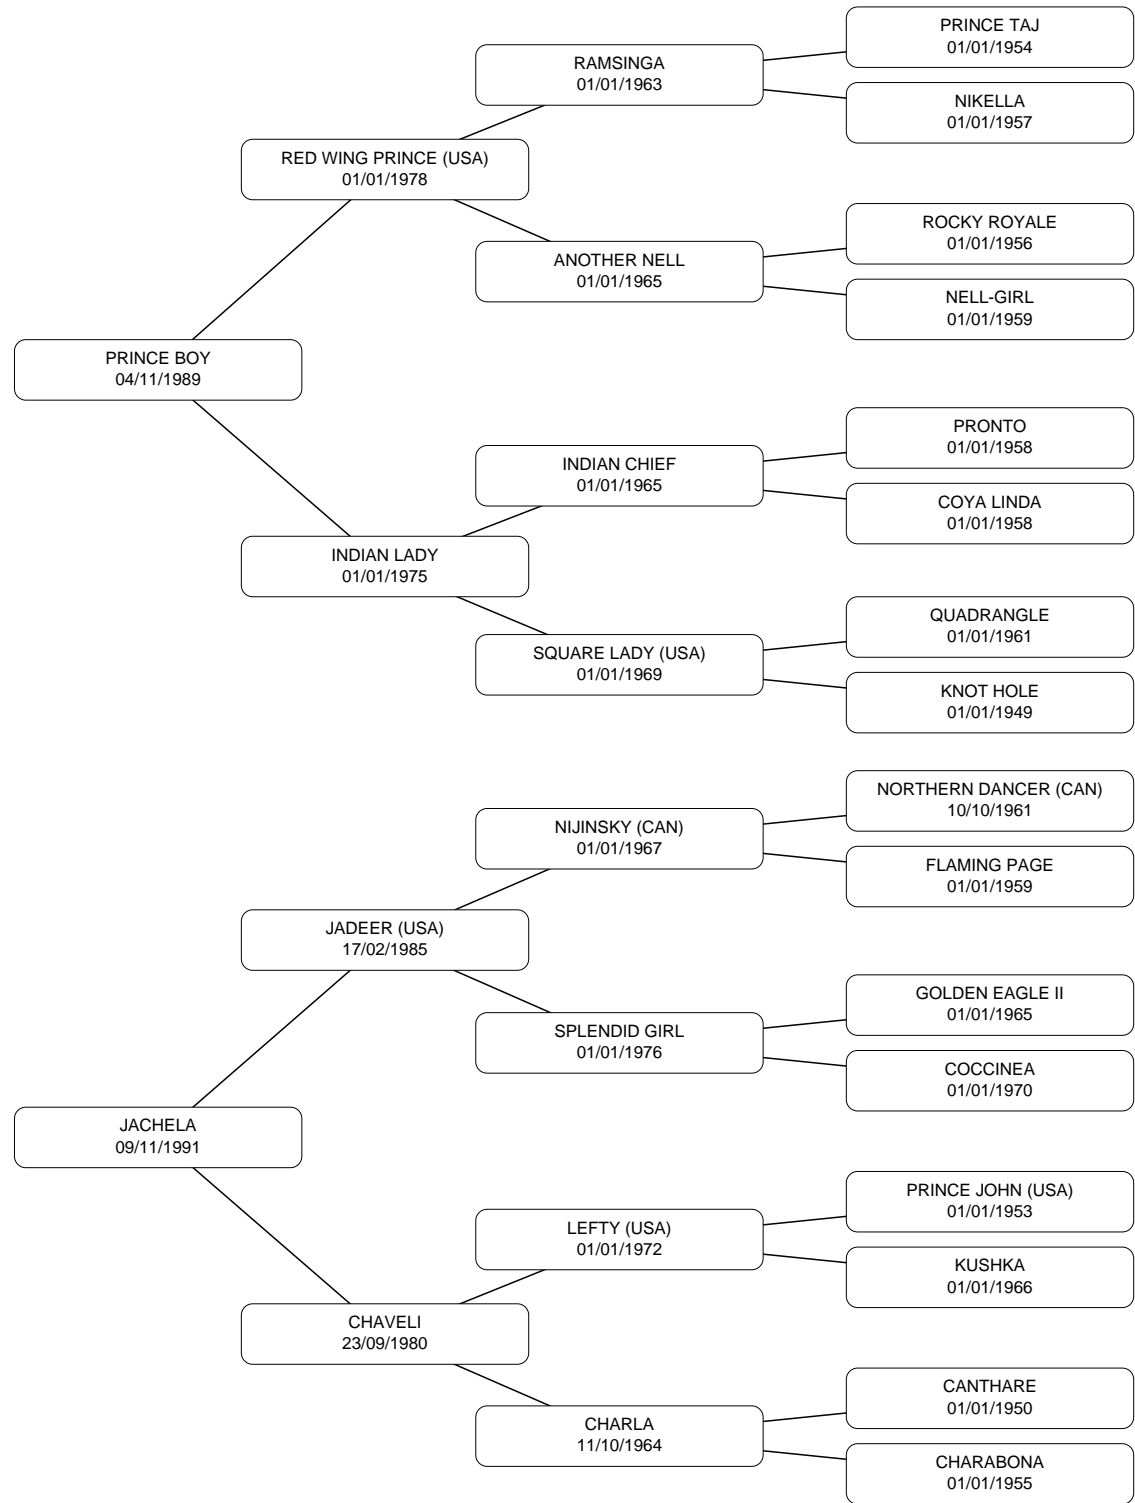 PRINCE TAJ
01/01/1954
RAMSINGA
01/01/1963
NIKELLA
01/01/1957
RED WING PRINCE (USA)
01/01/1978
ROCKY ROYALE
01/01/1956
ANOTHER NELL
01/01/1965
NELL-GIRL
01/01/1959
PRINCE BOY
04/11/1989
PRONTO
01/01/1958
INDIAN CHIEF
01/01/1965
COYA LINDA
01/01/1958
INDIAN LADY
01/01/1975
QUADRANGLE
01/01/1961
SQUARE LADY (USA)
01/01/1969
KNOT HOLE
01/01/1949
NORTHERN DANCER (CAN)
10/10/1961
NIJINSKY (CAN)
01/01/1967
FLAMING PAGE
01/01/1959
JADEER (USA)
17/02/1985
GOLDEN EAGLE II
01/01/1965
SPLENDID GIRL
01/01/1976
COCCINEA
01/01/1970
JACHELA
09/11/1991
PRINCE JOHN (USA)
01/01/1953
LEFTY (USA)
01/01/1972
KUSHKA
01/01/1966
CHAVELI
23/09/1980
CANTHARE
01/01/1950
CHARLA
11/10/1964
CHARABONA
01/01/1955